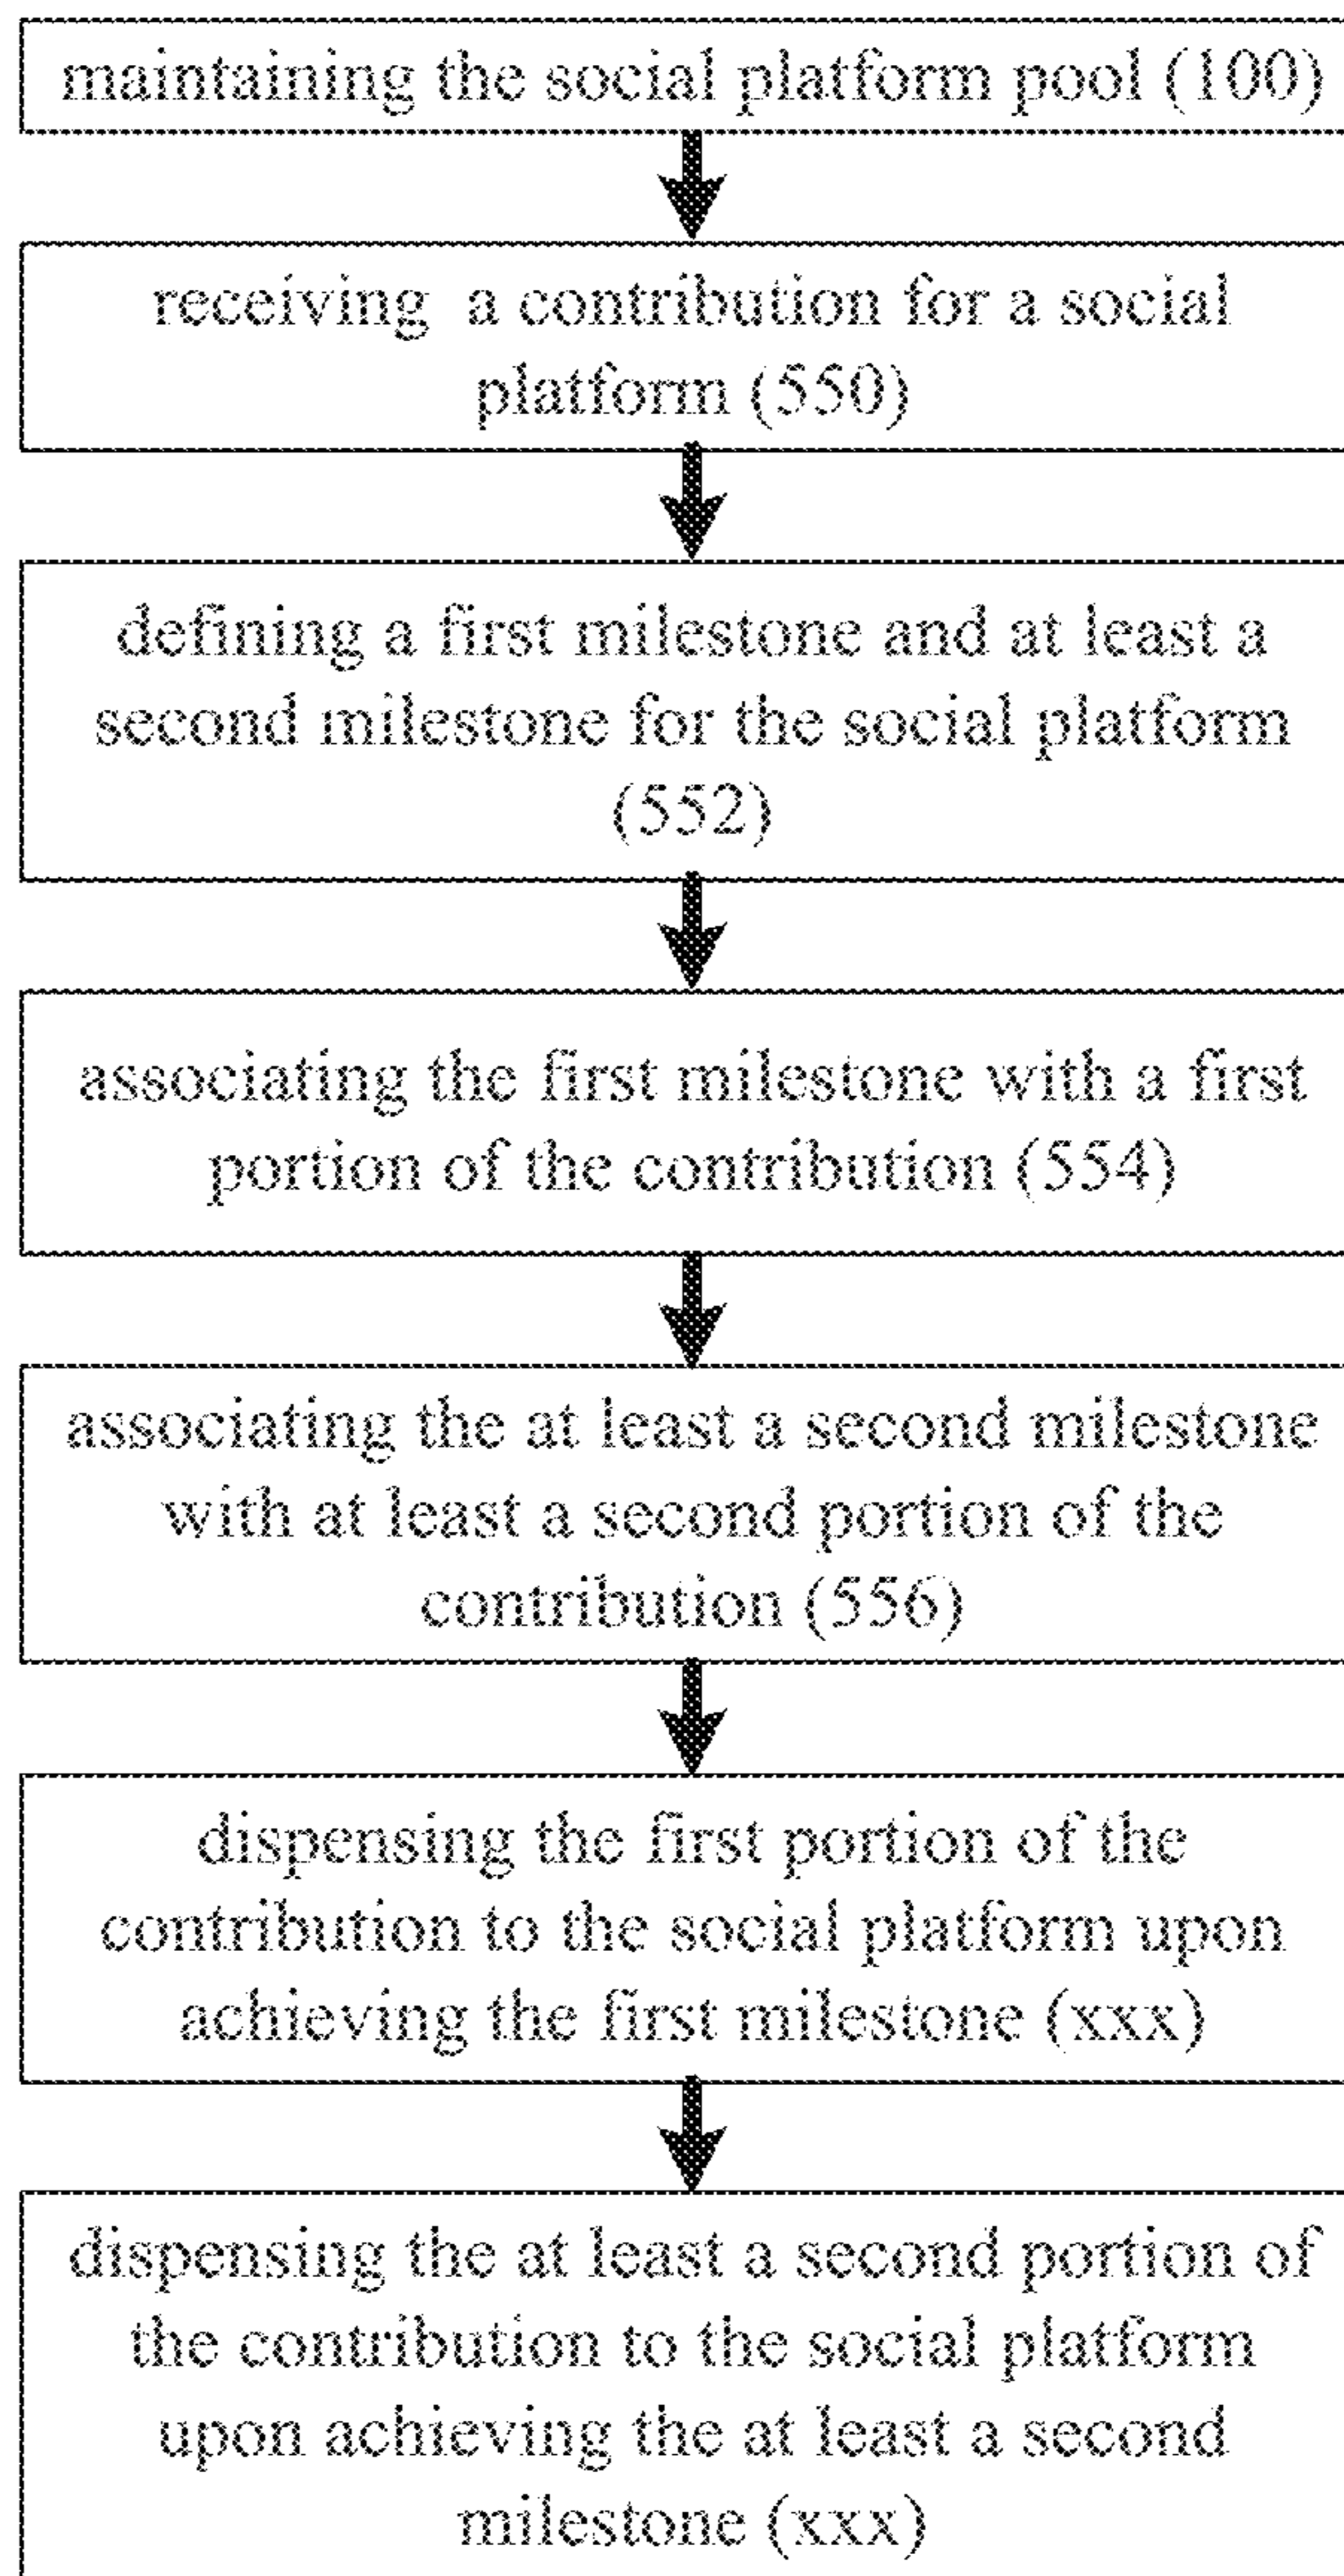 maintaining the social platform pool (100)
receiving a contribution for a social
platform (550)
defining a first milestone and at least a
second milestone for the social platform
(552)
associating the first milestone with a first
portion of the contribution (554)
associating the at least a second milestone
with at least a second portion of the
contribution (556)
dispensing the first portion of the
contribution to the social platform upon
achieving the first milestone (xxx)
dispensing the at least a second portion of
the contribution to the social platform
upon achieving the at least a second
milestone (xxx)